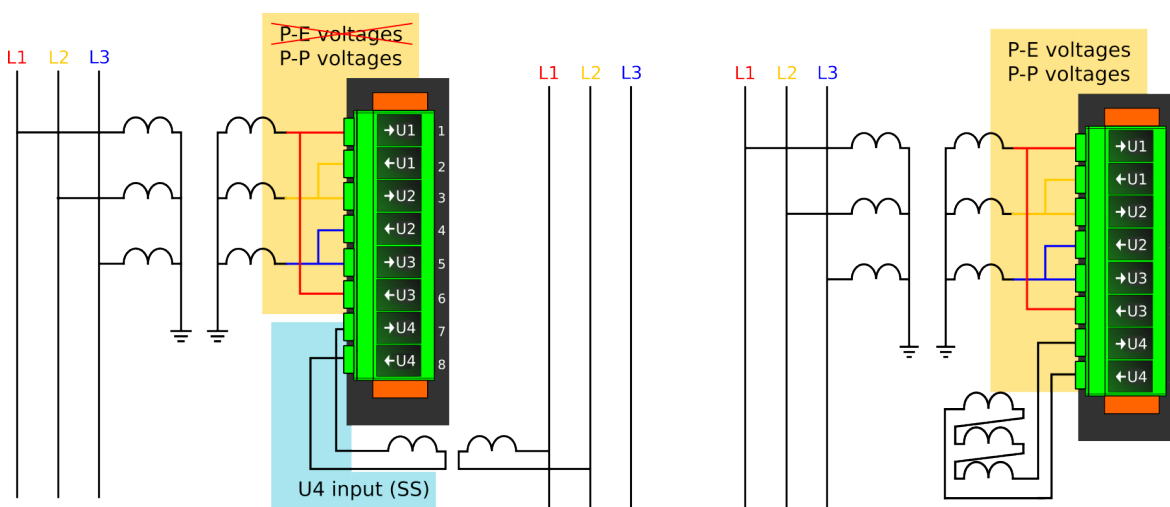 P-E voltages
P-P voltages
L1 L2 L3
→U1 1
←U1 2
→U2 3
←U2 4
→U3 5
←U3 6
→U4 7
←U4 8
U4 input (SS)
L1 L2 L3
P-E voltages
P-P voltages
L1 L2 L3
→U1
←U1
→U2
←U2
→U3
←U3
→U4
←U4